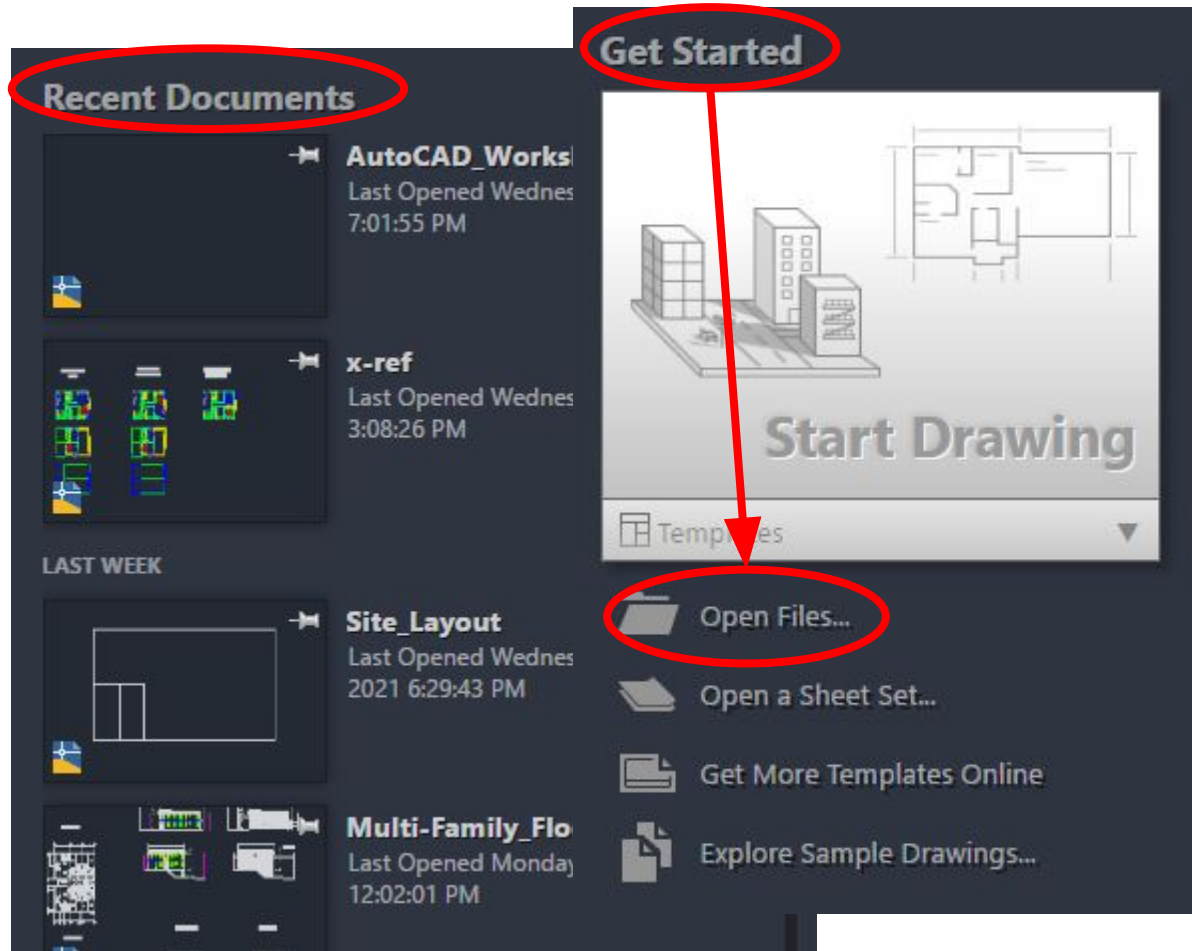 Recent Documents
AutoCAD_Works
Last Opened Wednes
7:01:55 PM
x-ref
Last Opened Wednes
3:08:26 PM
LAST WEEK
Site_Layout
Last Opened Wednes
2021 6:29:43 PM
Multi-Family_Flo
Last Opened Monday
12:02:01 PM
Get Started
Start Drawing
Templates
Open Files...
Open a Sheet Set...
Get More Templates Online
Explore Sample Drawings...